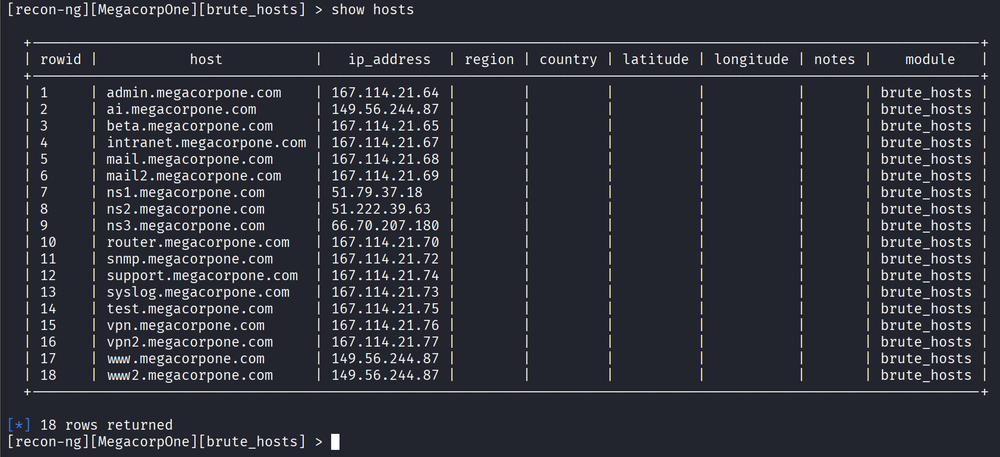 [recon-ng][MegacorpOne][brute_hosts] > show hosts
+--------------------------------------------------------------------------------------------------------------------+
| rowid |            host            |   ip_address  | region | country | latitude | longitude | notes |    module   |
+--------------------------------------------------------------------------------------------------------------------+
| 1     | admin.megacorpone.com    | 167.114.21.64 |        |         |          |           |       | brute_hosts |
| 2     | ai.megacorpone.com       | 149.56.244.87 |        |         |          |           |       | brute_hosts |
| 3     | beta.megacorpone.com     | 167.114.21.65 |        |         |          |           |       | brute_hosts |
| 4     | intranet.megacorpone.com | 167.114.21.67 |        |         |          |           |       | brute_hosts |
| 5     | mail.megacorpone.com     | 167.114.21.68 |        |         |          |           |       | brute_hosts |
| 6     | mail2.megacorpone.com    | 167.114.21.69 |        |         |          |           |       | brute_hosts |
| 7     | ns1.megacorpone.com      | 51.79.37.18   |        |         |          |           |       | brute_hosts |
| 8     | ns2.megacorpone.com      | 51.222.39.63  |        |         |          |           |       | brute_hosts |
| 9     | ns3.megacorpone.com      | 66.70.207.180 |        |         |          |           |       | brute_hosts |
| 10    | router.megacorpone.com   | 167.114.21.70 |        |         |          |           |       | brute_hosts |
| 11    | snmp.megacorpone.com     | 167.114.21.72 |        |         |          |           |       | brute_hosts |
| 12    | support.megacorpone.com  | 167.114.21.74 |        |         |          |           |       | brute_hosts |
| 13    | syslog.megacorpone.com   | 167.114.21.73 |        |         |          |           |       | brute_hosts |
| 14    | test.megacorpone.com     | 167.114.21.75 |        |         |          |           |       | brute_hosts |
| 15    | vpn.megacorpone.com      | 167.114.21.76 |        |         |          |           |       | brute_hosts |
| 16    | vpn2.megacorpone.com     | 167.114.21.77 |        |         |          |           |       | brute_hosts |
| 17    | www.megacorpone.com      | 149.56.244.87 |        |         |          |           |       | brute_hosts |
| 18    | www2.megacorpone.com     | 149.56.244.87 |        |         |          |           |       | brute_hosts |
+--------------------------------------------------------------------------------------------------------------------+
[*] 18 rows returned
[recon-ng][MegacorpOne][brute_hosts] >